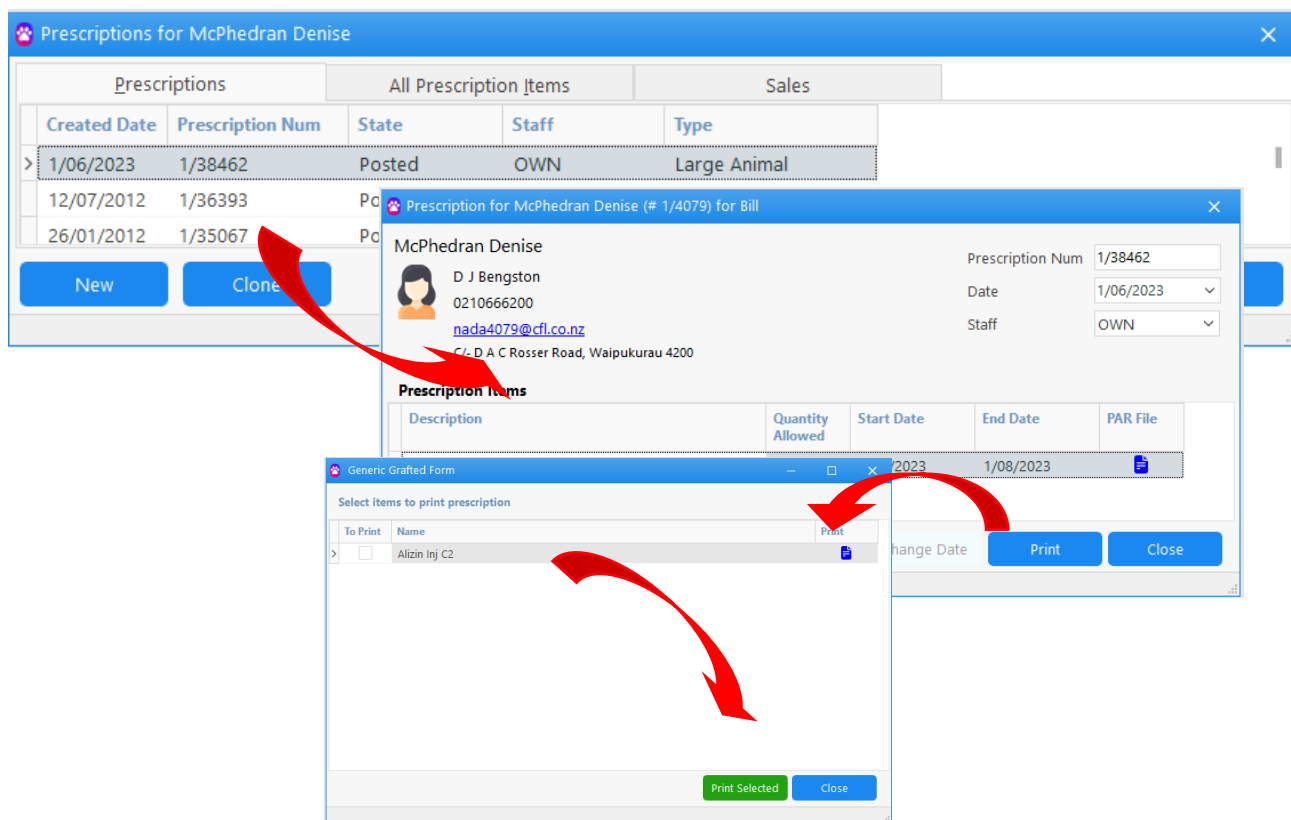 Prescriptions for McPhedran Denise
Prescriptions All Prescription Items Sales
Created Date Prescription Num State Staff Type
1/06/2023 1/38462 Posted OWN Large Animal
12/07/2012 1/36393
26/01/2012 1/35067
New Clone
Prescription for McPhedran Denise (# 1/4079) for Bill
McPhedran Denise
D J Bengston
0210666200
nada4079@cfl.co.nz
C/- D A C Rosser Road, Waipukurau 4200
Prescription Num 1/38462
Date 1/06/2023
Staff OWN
Prescription Items
Description Quantity Allowed Start Date End Date PAR File
/2023 1/08/2023
hange Date Print Close
Generic Grafted Form
Select items to print prescription
To Print Name Print
Alizin Inj C2
Print Selected Close